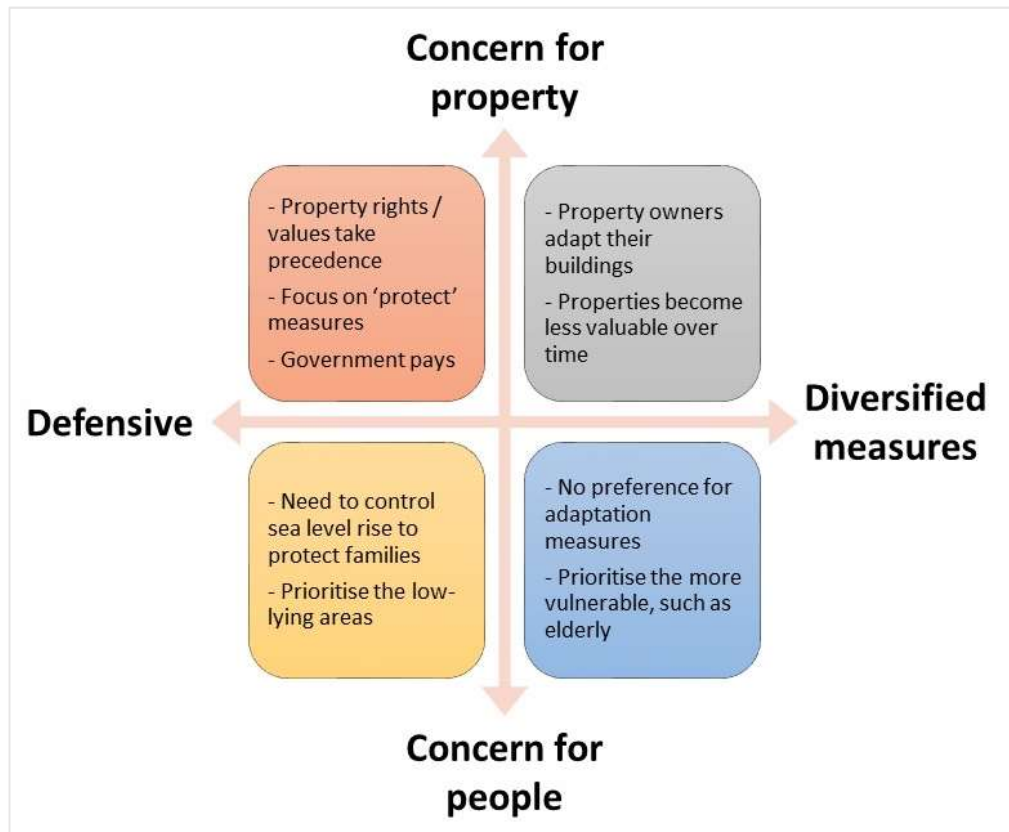 Concern for
property
- Property rights /
values take
precedence
- Focus on ‘protect’
measures
- Government pays
- Property owners
adapt their
buildings
- Properties become
less valuable over
time
Defensive
Diversified
measures
- Need to control
sea level rise to
protect families
- Prioritise the low-
lying areas
- No preference for
adaptation
measures
- Prioritise the more
vulnerable, such as
elderly
Concern for
people